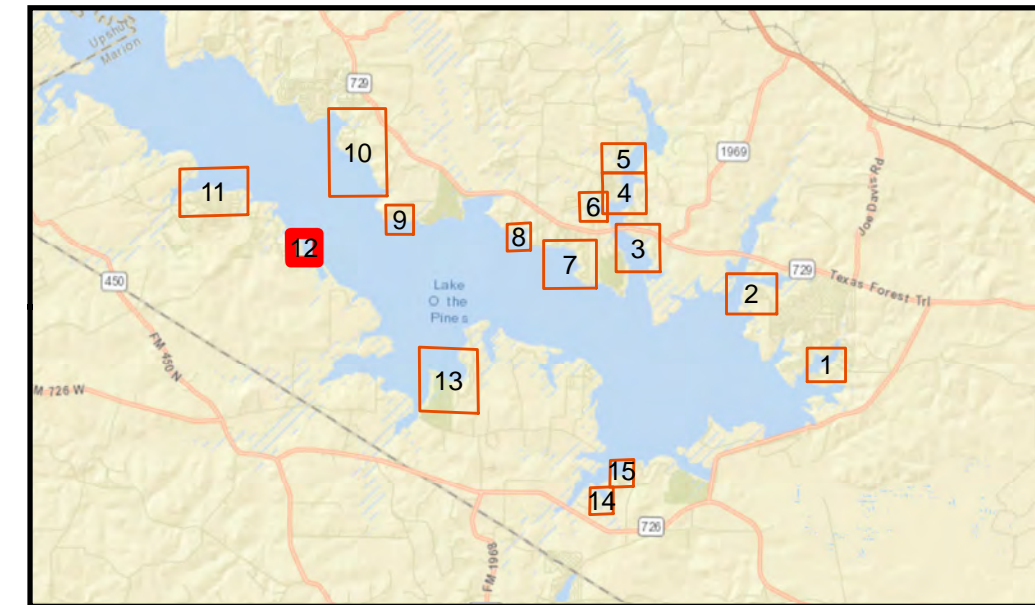 Upshur
Marion
729
1969
Joe Davis Rd
5
10
4
11
6
9
8
3
12
7
450
Lake
O the
Pines
729
2
Texas Forest Trl
FM 450 N
1
13
M 726 W
15
14
726
FM 1968